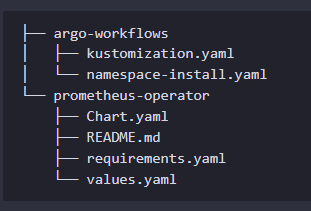 ├── argo-workflows
│   ├── kustomization.yaml
│   └── namespace-install.yaml
└── prometheus-operator
    ├── Chart.yaml
    ├── README.md
    ├── requirements.yaml
    └── values.yaml